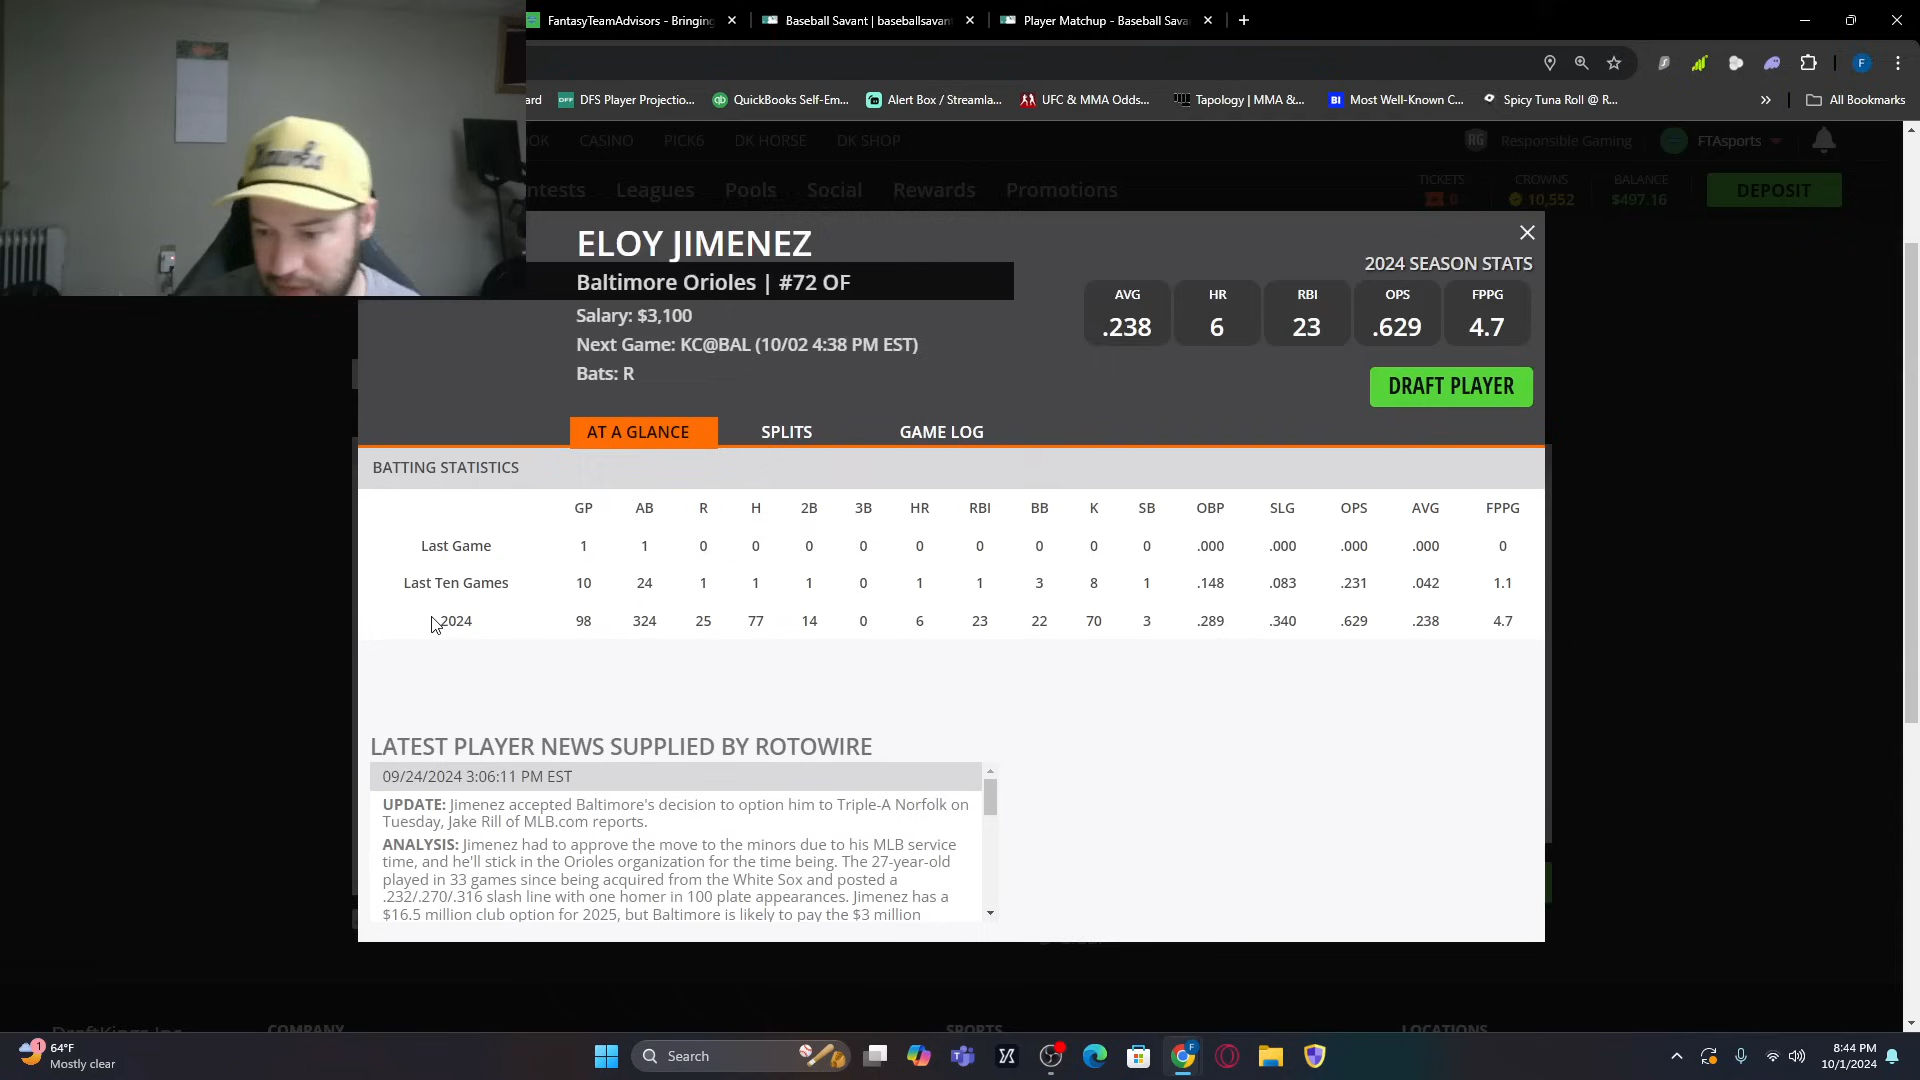 FantasyTeamAdvisors - Bringing
Baseball Savant | baseballsavan
Player Matchup - Baseball Sava
ard
DFS Player Projectio...
QuickBooks Self-Em...
Alert Box / Streamla...
UFC & MMA Odds...
Tapology | MMA &...
BI Most Well-Known C...
Spicy Tuna Roll @ R...
» All Bookmarks
F
OK CASINO PICK6 DK HORSE DK SHOP
RG Responsible Gaming FTAsports
ntests Leagues Pools Social Rewards Promotions
TICKETS CROWNS BALANCE
0 10,552 $497.16
DEPOSIT
ELOY JIMENEZ
Baltimore Orioles | #72 OF
Salary: $3,100
Next Game: KC@BAL (10/02 4:38 PM EST)
Bats: R
2024 SEASON STATS
AVG HR RBI OPS FPPG
.238 6 23 .629 4.7
DRAFT PLAYER
AT A GLANCE SPLITS GAME LOG
BATTING STATISTICS
GP AB R H 2B 3B HR RBI BB K SB OBP SLG OPS AVG FPPG
Last Game 1 1 0 0 0 0 0 0 0 0 0 .000 .000 .000 .000 0
Last Ten Games 10 24 1 1 1 0 1 1 3 8 1 .148 .083 .231 .042 1.1
2024 98 324 25 77 14 0 6 23 22 70 3 .289 .340 .629 .238 4.7
LATEST PLAYER NEWS SUPPLIED BY ROTOWIRE
09/24/2024 3:06:11 PM EST
UPDATE: Jimenez accepted Baltimore's decision to option him to Triple-A Norfolk on
Tuesday, Jake Rill of MLB.com reports.
ANALYSIS: Jimenez had to approve the move to the minors due to his MLB service
time, and he'll stick in the Orioles organization for the time being. The 27-year-old
played in 33 games since being acquired from the White Sox and posted a
.232/.270/.316 slash line with one homer in 100 plate appearances. Jimenez has a
$16.5 million club option for 2025, but Baltimore is likely to pay the $3 million
DraftKings Inc.
COMPANY
SPORTS
LOCATIONS
1
64°F
Mostly clear
Search
8:44 PM
10/1/2024